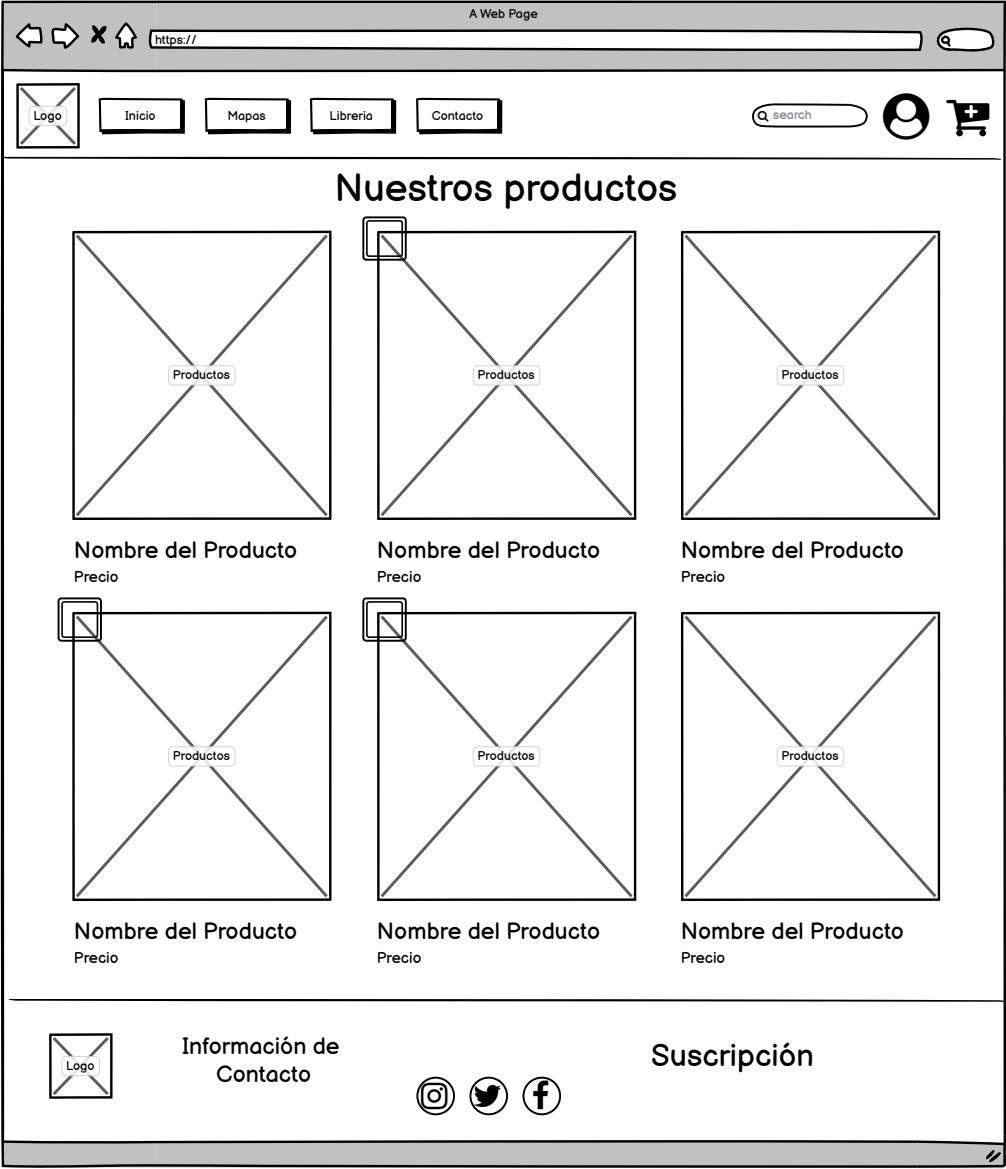 A Web Page
https://
Logo
Inicio
Mapas
Libreria
Contacto
search
Nuestros productos
Productos
Productos
Productos
Nombre del Producto
Nombre del Producto
Nombre del Producto
Precio
Precio
Precio
Productos
Productos
Productos
Nombre del Producto
Nombre del Producto
Nombre del Producto
Precio
Precio
Precio
Logo
Información de
Contacto
Suscripción